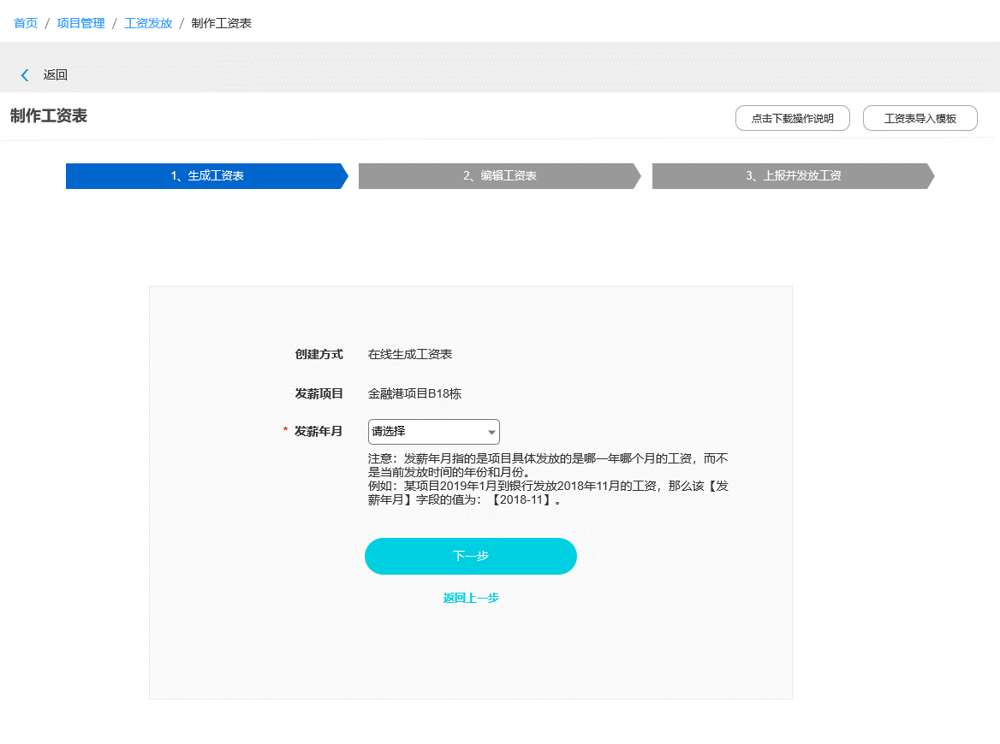 首页 / 项目管理 / 工资发放 / 制作工资表
返回
制作工资表
点击下载操作说明
工资表导入模板
1、生成工资表
2、编辑工资表
3、上报并发放工资
创建方式 在线生成工资表
发薪项目 金融港项目B18栋
* 发薪年月 请选择
注意：发薪年月指的是项目具体发放的是哪一年哪个月的工资，而不
是当前发放时间的年份和月份。
例如：某项目2019年1月到银行发放2018年11月的工资，那么该【发
薪年月】字段的值为：【2018-11】。
下一步
返回上一步